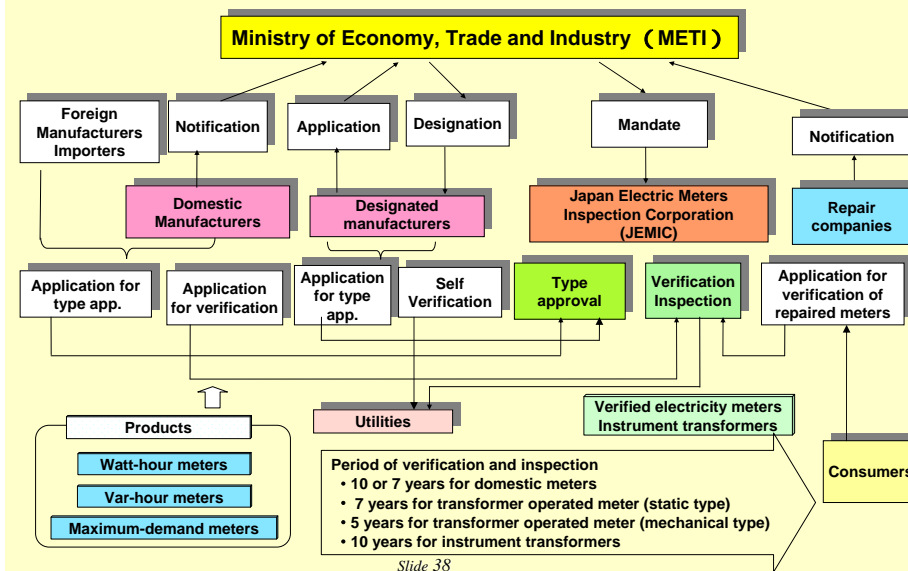 Ministry of Economy, Trade and Industry （METI）
Foreign
Manufacturers
Importers
Notification
Application
Designation
Mandate
Notification
Domestic
Manufacturers
Designated
manufacturers
Japan Electric Meters
Inspection Corporation
(JEMIC)
Repair
companies
Application for
type app.
Application
for verification
Application
for type
app.
Self
Verification
Type
approval
Verification
Inspection
Application for
verification of
repaired meters
Products
Watt-hour meters
Var-hour meters
Maximum-demand meters
Utilities
Verified electricity meters
Instrument transformers
Consumers
Period of verification and inspection
• 10 or 7 years for domestic meters
• 7 years for transformer operated meter (static type)
• 5 years for transformer operated meter (mechanical type)
• 10 years for instrument transformers
Slide 38